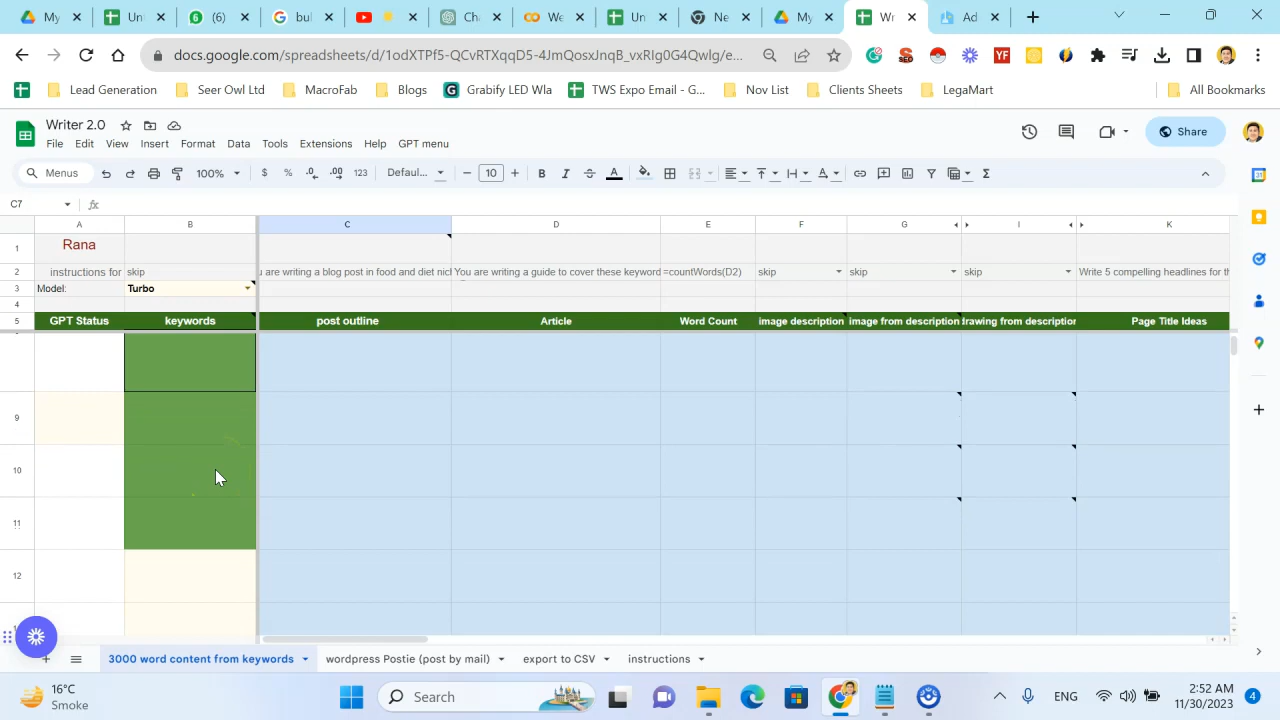 My
Un
(6)
bul
Ch
We
Un
Ne
My
Wr
Ad
docs.google.com/spreadsheets/d/1odXTPf5-QCvRTXqqD5-4JmQosxJnqB_vxRIg0G4Qwlg/e...
Lead Generation
Seer Owl Ltd
MacroFab
Blogs
Grabify LED Wla
TWS Expo Email - G...
Nov List
Clients Sheets
LegaMart
All Bookmarks
Writer 2.0
File Edit View Insert Format Data Tools Extensions Help GPT menu
Share
Menus 100% $ % .0 .00 123 Defaul... 10 B I A
C7 fx
A B C D E F G I K
1 Rana
2 instructions for skip u are writing a blog post in food and diet nich You are writing a guide to cover these keyword =countWords(D2) skip skip skip Write 5 compelling headlines for th
3 Model: Turbo
4
5 GPT Status keywords post outline Article Word Count image description image from description drawing from description Page Title Ideas
9
10
11
12
3000 word content from keywords wordpress Postie (post by mail) export to CSV instructions
16°C
Smoke
Search
ENG
2:52 AM
11/30/2023
4